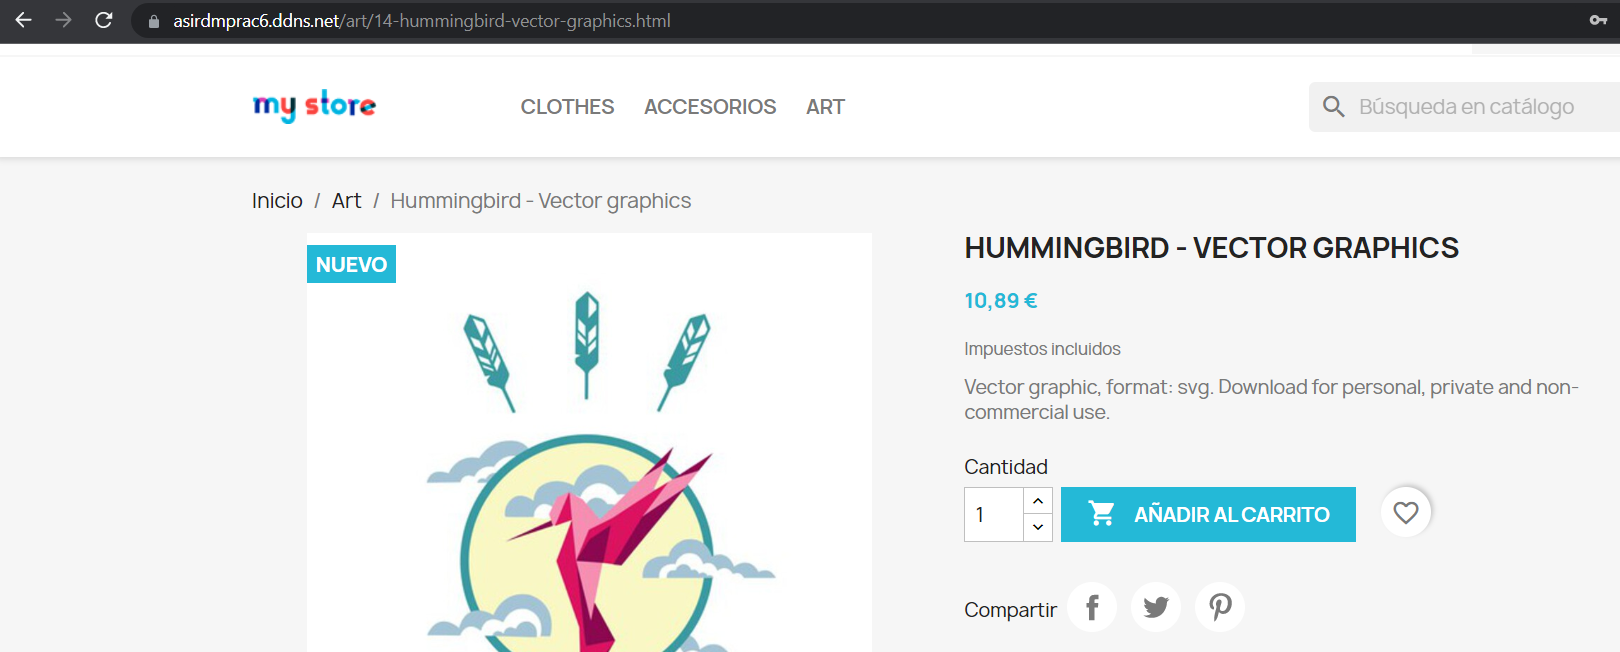 asirdmprac6.ddns.net/art/14-hummingbird-vector-graphics.html
my store
CLOTHES ACCESORIOS ART
Búsqueda en catálogo
Inicio / Art / Hummingbird - Vector graphics
NUEVO
HUMMINGBIRD - VECTOR GRAPHICS
10,89 €
Impuestos incluidos
Vector graphic, format: svg. Download for personal, private and non-
commercial use.
Cantidad
1
AÑADIR AL CARRITO
Compartir